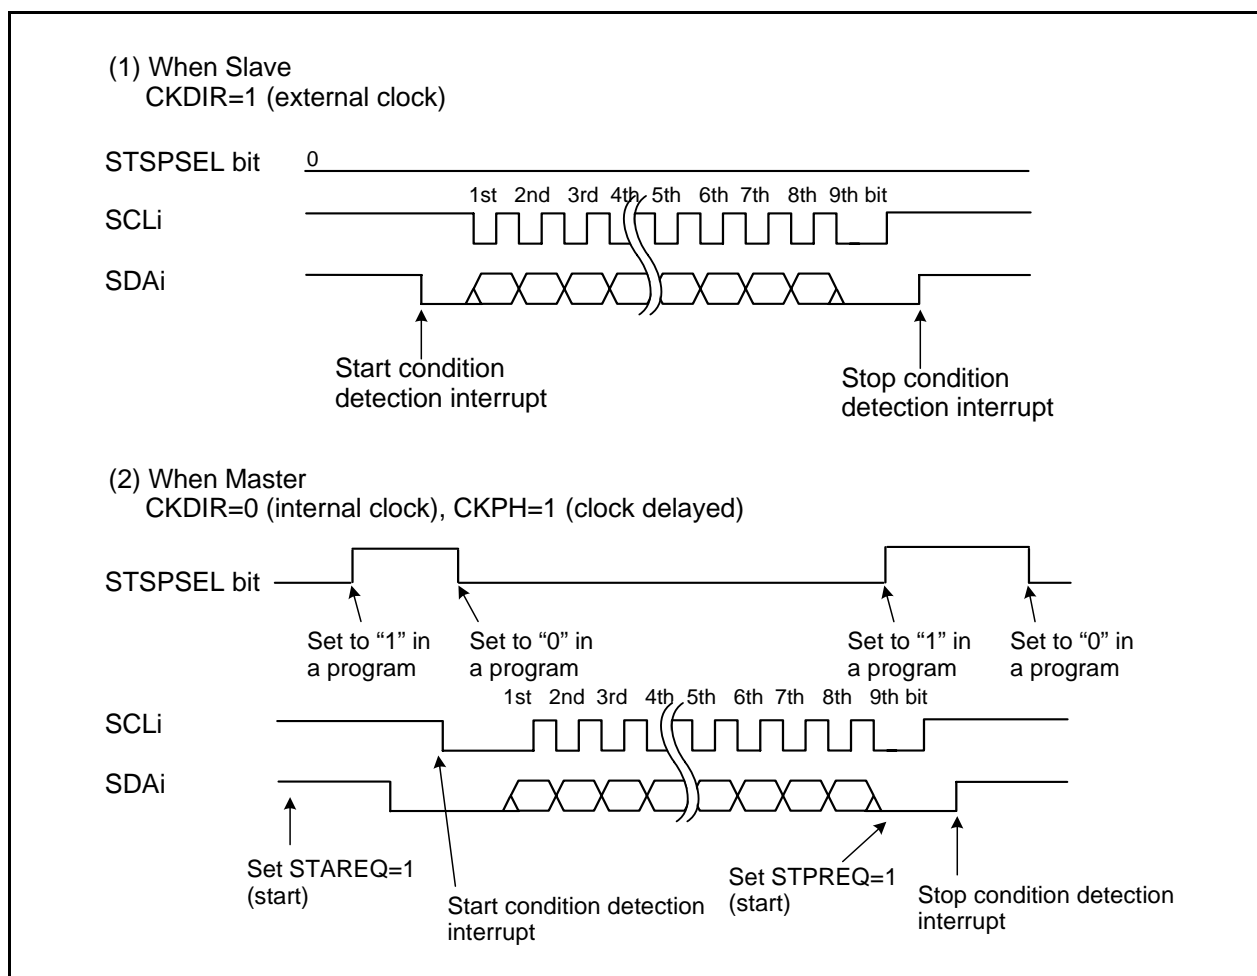 (1) When Slave
CKDIR=1 (external clock)
STSPSEL bit
0
1st 2nd 3rd 4th 5th 6th 7th 8th 9th bit
SCLi
SDAi
Start condition
detection interrupt
Stop condition
detection interrupt
(2) When Master
CKDIR=0 (internal clock), CKPH=1 (clock delayed)
STSPSEL bit
Set to “1” in
a program
Set to “0” in
a program
Set to “1” in
a program
Set to “0” in
a program
1st 2nd 3rd 4th 5th 6th 7th 8th 9th bit
SCLi
SDAi
Set STAREQ=1
(start)
Start condition detection
interrupt
Set STPREQ=1
(start)
Stop condition detection
interrupt